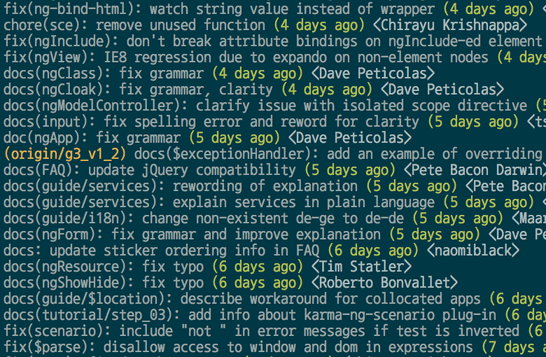 fix(ng-bind-html): watch string value instead of wrapper (4 days ago) <
chore(sce): remove unused function (4 days ago) <Chirayu Krishnappa>
fix(ngInclude): don't break attribute bindings on ngInclude-ed element
fix(ngView): IE8 regression due to expando on non-element nodes (4 day
docs(ngClass): fix grammar (4 days ago) <Dave Peticolas>
docs(ngCloak): fix grammar, clarity (4 days ago) <Dave Peticolas>
docs(ngModelController): clarify issue with isolated scope directive (5
docs(input): fix spelling error and reword for clarity (5 days ago) <ts
doc(ngApp): fix grammar (5 days ago) <Dave Peticolas>
(origin/g3_v1_2) docs($exceptionHandler): add an example of overriding
docs(FAQ): update jQuery compatibility (5 days ago) <Pete Bacon Darwin>
docs(guide/services): rewording of explanation (5 days ago) <Pete Bacon
docs(guide/services): explain services in plain language (5 days ago) <
docs(guide/i18n): change non-existent de-ge to de-de (5 days ago) <Maar
docs(ngForm): fix grammar and improve explanation (5 days ago) <Dave P
docs: update sticker ordering info in FAQ (6 days ago) <naomiblack>
docs(ngResource): fix typo (6 days ago) <Tim Statler>
docs(ngShowHide): fix typo (6 days ago) <Roberto Bonvallet>
docs(guide/$location): describe workaround for collocated apps (6 days
docs(tutorial/step_03): add info about karma-ng-scenario plug-in (6 da
fix(scenario): include "not " in error messages if test is inverted (6
fix($parse): disallow access to window and dom in expressions (7 days a